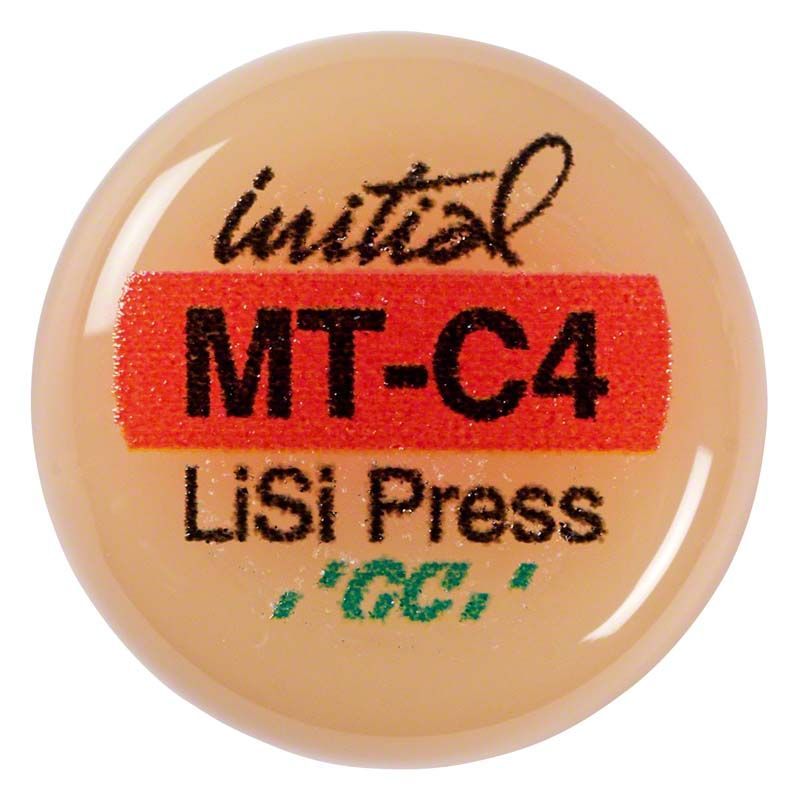 initial
MT-C4
LiSi Press
,'GC,'